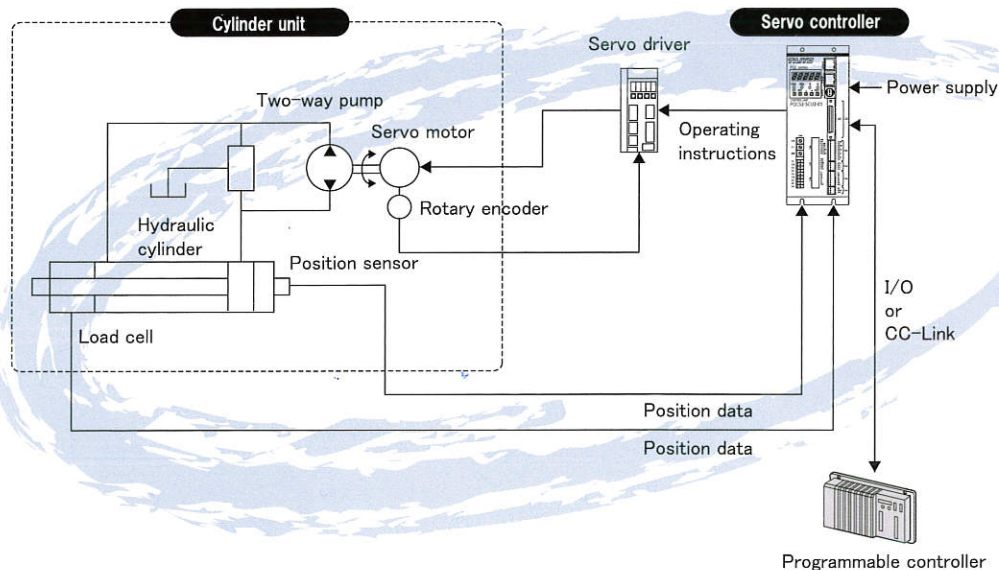 Cylinder unit
Servo controller
Servo driver
Power supply
Two-way pump
Servo motor
Operating
instructions
Rotary encoder
Hydraulic
cylinder
Position sensor
I/O
or
CC-Link
Load cell
Position data
Position data
Programmable controller